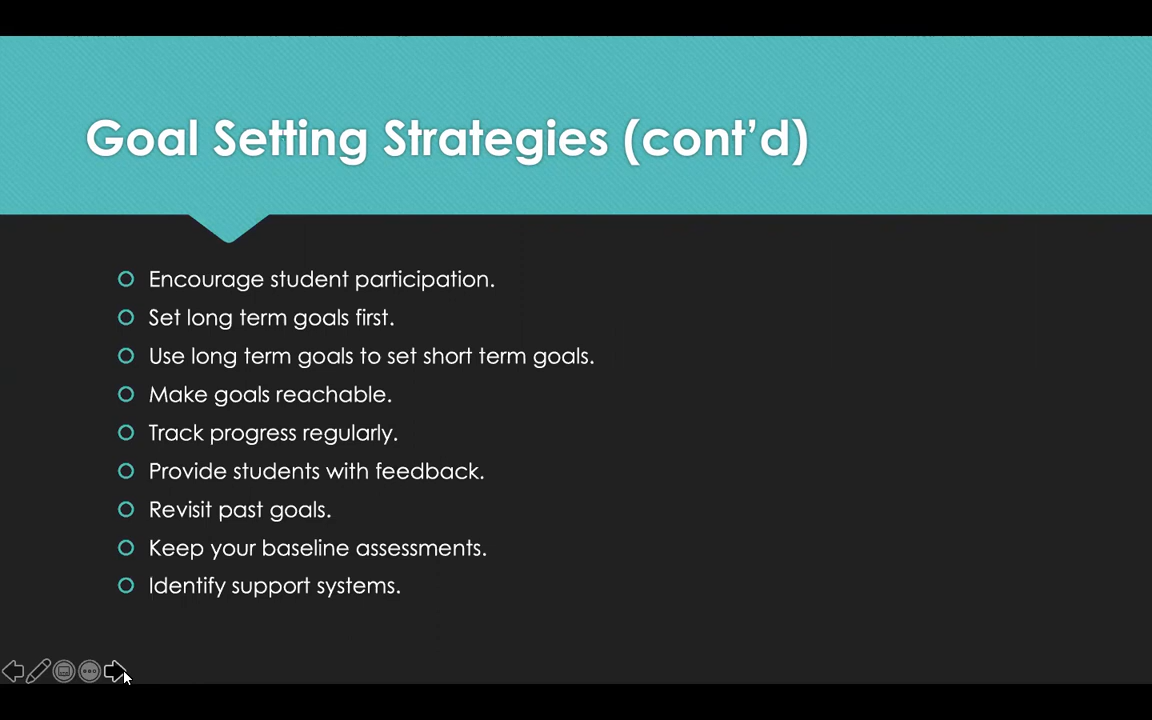 Goal Setting Strategies (cont’d)
Encourage student participation.
Set long term goals first.
Use long term goals to set short term goals.
Make goals reachable.
Track progress regularly.
Provide students with feedback.
Revisit past goals.
Keep your baseline assessments.
Identify support systems.